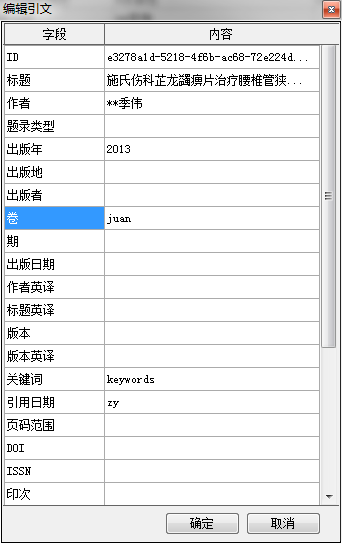 编辑引文
字段 内容
ID e3278a1d-5218-4f6b-ac68-72e224d...
标题 施氏伤科芷龙蠲痹片治疗腰椎管狭...
作者 **季伟
题录类型
出版年 2013
出版地
出版者
卷 juan
期
出版日期
作者英译
标题英译
版本
版本英译
关键词 keywords
引用日期 zy
页码范围
DOI
ISSN
印次
确定 取消